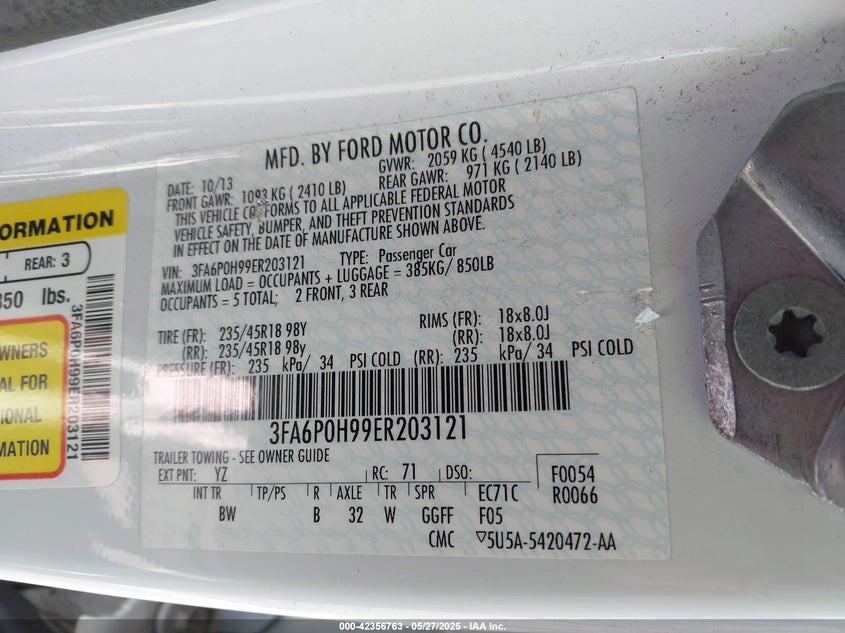 ORMATION
REAR: 3
350 lbs.
WNERS
AL FOR
IONAL
MATION
3FA6P0H99ER203121
MFD. BY FORD MOTOR CO.
DATE: 10/13 GVWR: 2059 KG ( 4540 LB)
FRONT GAWR: 1093 KG ( 2410 LB) REAR GAWR: 971 KG ( 2140 LB)
THIS VEHICLE CONFORMS TO ALL APPLICABLE FEDERAL MOTOR
VEHICLE SAFETY, BUMPER, AND THEFT PREVENTION STANDARDS
IN EFFECT ON THE DATE OF MANUFACTURE SHOWN ABOVE.
VIN: 3FA6P0H99ER203121 TYPE: Passenger Car
MAXIMUM LOAD = OCCUPANTS + LUGGAGE = 385KG/ 850LB
OCCUPANTS = 5 TOTAL; 2 FRONT, 3 REAR
TIRE (FR): 235/45R18 98Y RIMS (FR): 18x8.0J
(RR): 235/45R18 98y (RR): 18x8.0J
PRESSURE (FR): 235 kPa/ 34 PSI COLD (RR): 235 kPa/ 34 PSI COLD
3FA6P0H99ER203121
TRAILER TOWING - SEE OWNER GUIDE
EXT PNT: YZ RC: 71 DSO: F0054
INT TR TP/PS R AXLE TR SPR EC71C R0066
BW B 32 W GGFF F05
CMC ▽5U5A-5420472-AA
000-42356763 — 05/27/2025 — IAA Inc.